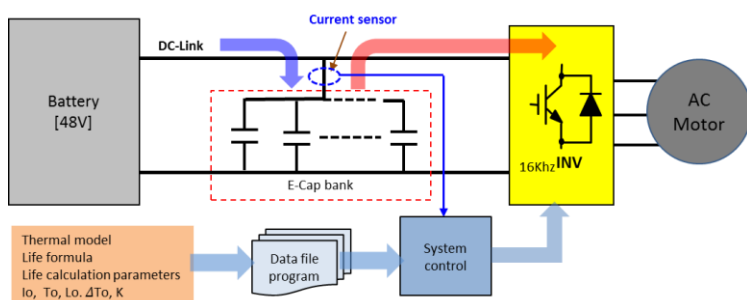 Current sensor
DC-Link
Battery
[48V]
AC
Motor
16Khz INV
E-Cap bank
Thermal model
Life formula
Life calculation parameters
Io, To, Lo. ΔTo, K
Data file
program
System
control